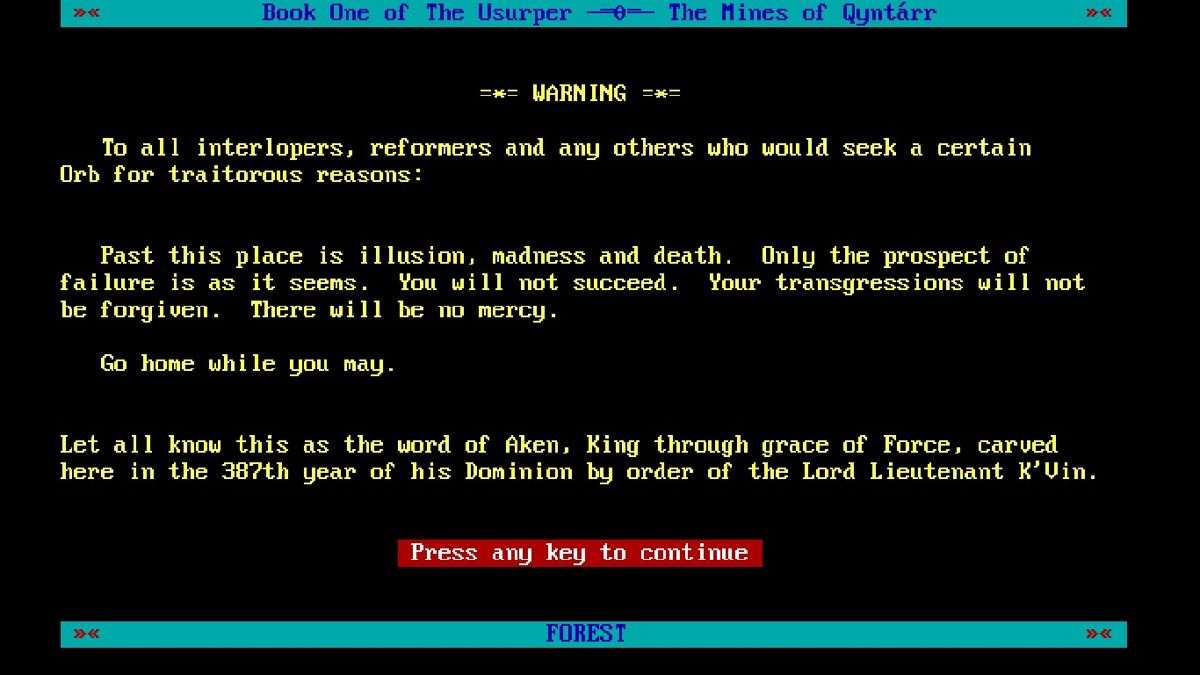 »« Book One of The Usurper ─═θ═─ The Mines of Qyntárr »«
=*= WARNING =*=
To all interlopers, reformers and any others who would seek a certain
Orb for traitorous reasons:
Past this place is illusion, madness and death. Only the prospect of
failure is as it seems. You will not succeed. Your transgressions will not
be forgiven. There will be no mercy.
Go home while you may.
Let all know this as the word of Aken, King through grace of Force, carved
here in the 387th year of his Dominion by order of the Lord Lieutenant K'Vin.
Press any key to continue
»« FOREST »«